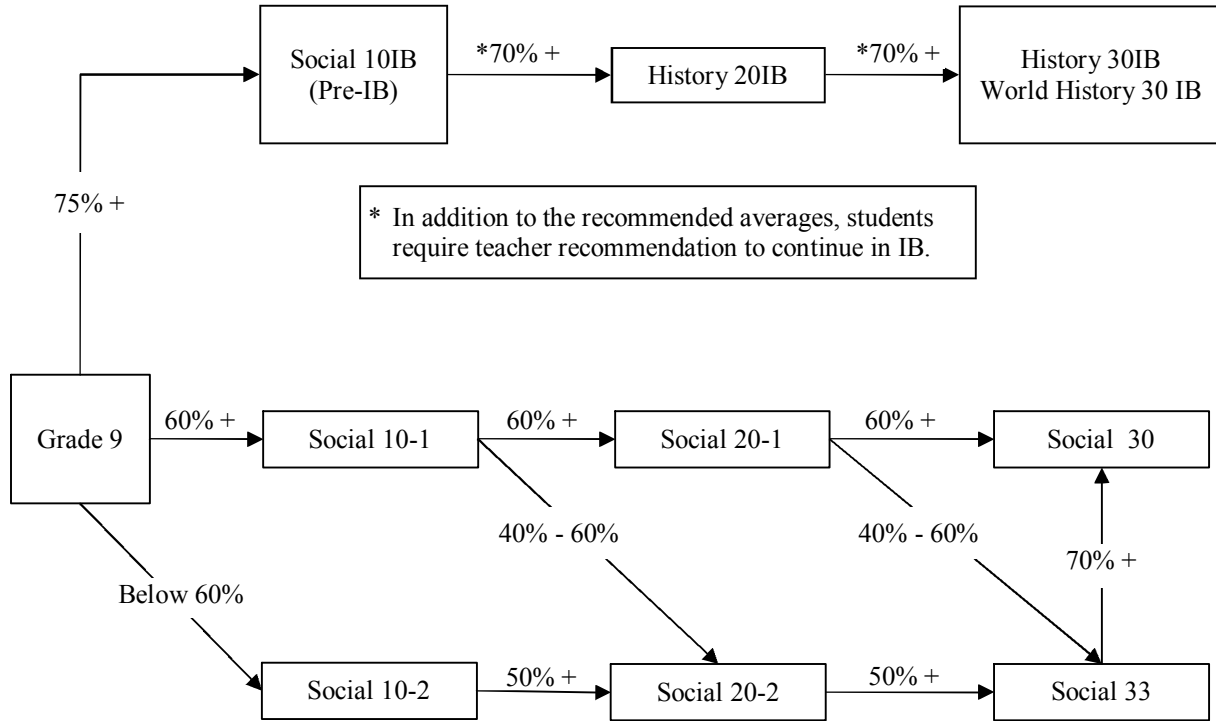 Social 10IB
(Pre-IB)
*70% +
History 20IB
*70% +
History 30IB
World History 30 IB
75% +
* In addition to the recommended averages, students
require teacher recommendation to continue in IB.
Grade 9
60% +
Social 10-1
60% +
Social 20-1
60% +
Social 30
40% - 60%
40% - 60%
70% +
Below 60%
Social 10-2
50% +
Social 20-2
50% +
Social 33